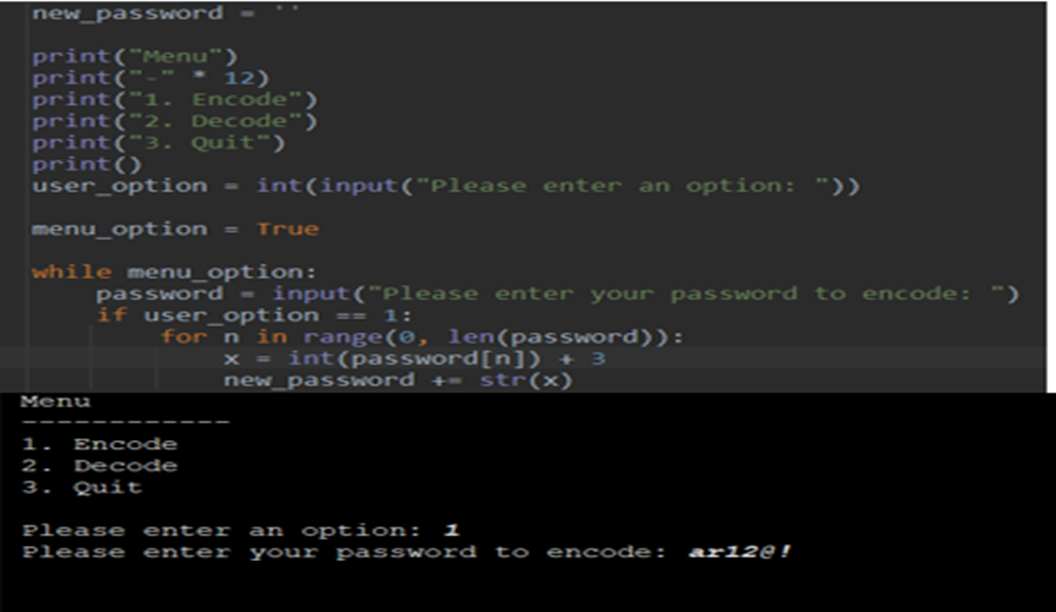 new_password = ''
print("Menu")
print("-" * 12)
print("1. Encode")
print("2. Decode")
print("3. Quit")
print()
user_option = int(input("Please enter an option: "))
menu_option = True
while menu_option:
password = input("Please enter your password to encode: ")
if user_option == 1:
for n in range(0, len(password)):
x = int(password[n]) + 3
new_password += str(x)
Menu
------------
1. Encode
2. Decode
3. Quit
Please enter an option: 1
Please enter your password to encode: ar12@!